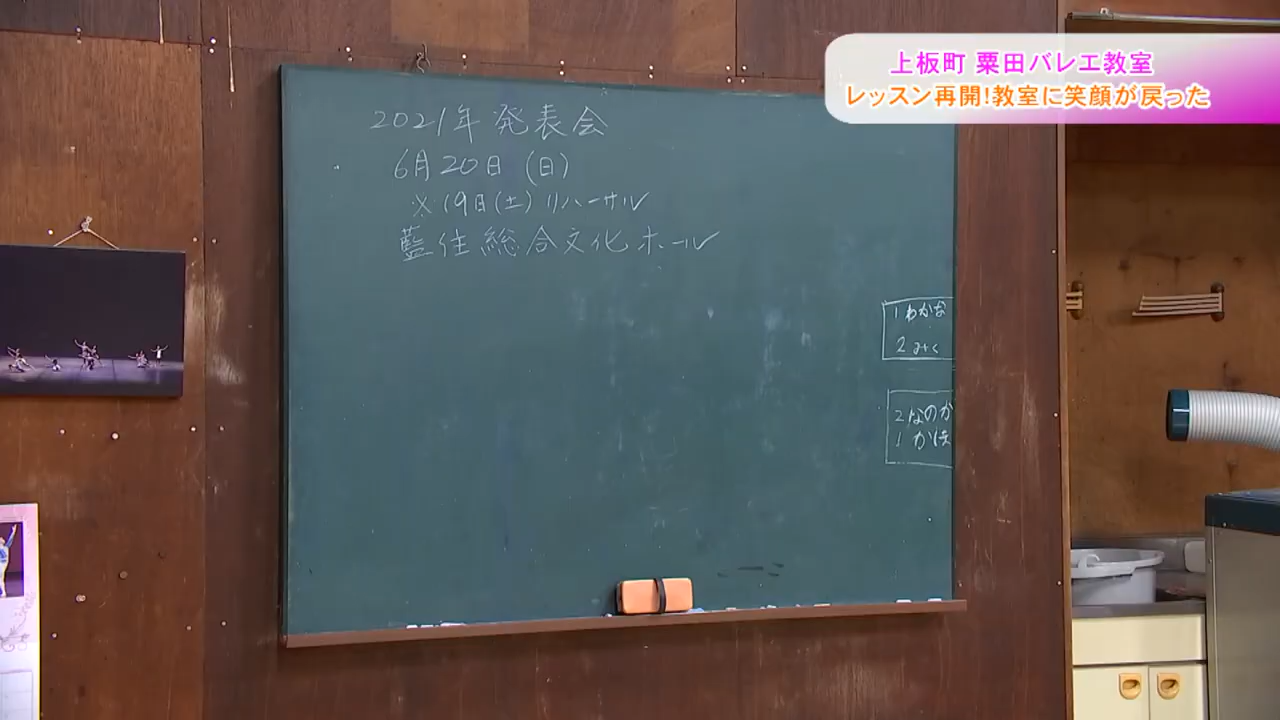 上板町 粟田バレエ教室
レッスン再開!教室に笑顔が戻った
2021年 発表会
6月20日(日)
※19日(土)リハーサル
藍住総合文化ホール
1 わかな
2 みく
2 なのか
1 かほ